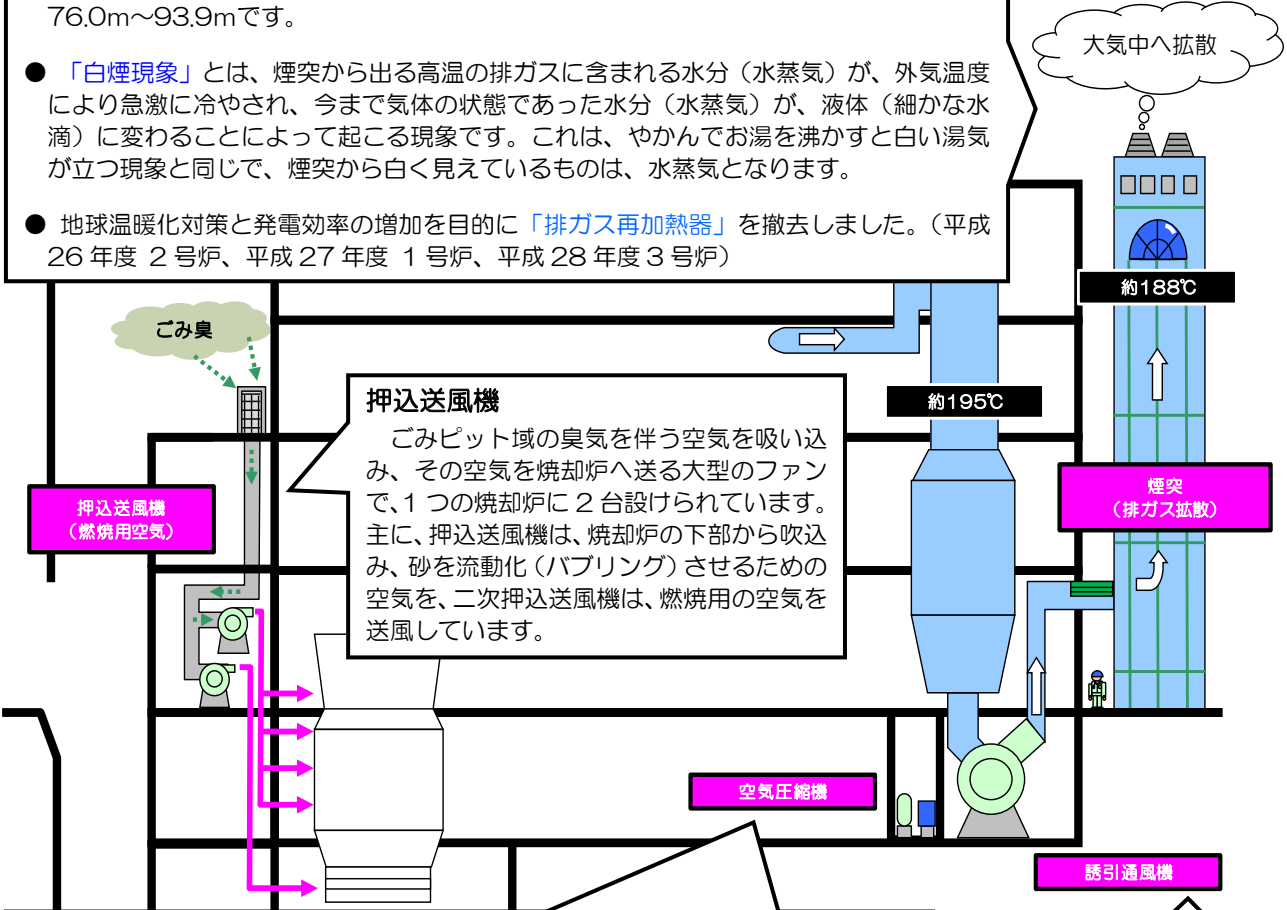 76.0m～93.9mです。
● 「白煙現象」とは、煙突から出る高温の排ガスに含まれる水分（水蒸気）が、外気温度
により急激に冷やされ、今まで気体の状態であった水分（水蒸気）が、液体（細かな水
滴）に変わることによって起こる現象です。これは、やかんでお湯を沸かすと白い湯気
が立つ現象と同じで、煙突から白く見えているものは、水蒸気となります。
● 地球温暖化対策と発電効率の増加を目的に「排ガス再加熱器」を撤去しました。（平成
26 年度 2 号炉、平成 27 年度 1 号炉、平成 28 年度 3 号炉）
大気中へ拡散
約188℃
ごみ臭
約195℃
押込送風機
ごみピット域の臭気を伴う空気を吸い込
み、その空気を焼却炉へ送る大型のファン
で、1 つの焼却炉に 2 台設けられています。
主に、押込送風機は、焼却炉の下部から吹込
み、砂を流動化（バブリング）させるための
空気を、二次押込送風機は、燃焼用の空気を
送風しています。
押込送風機
（燃焼用空気）
煙突
（排ガス拡散）
空気圧縮機
誘引通風機